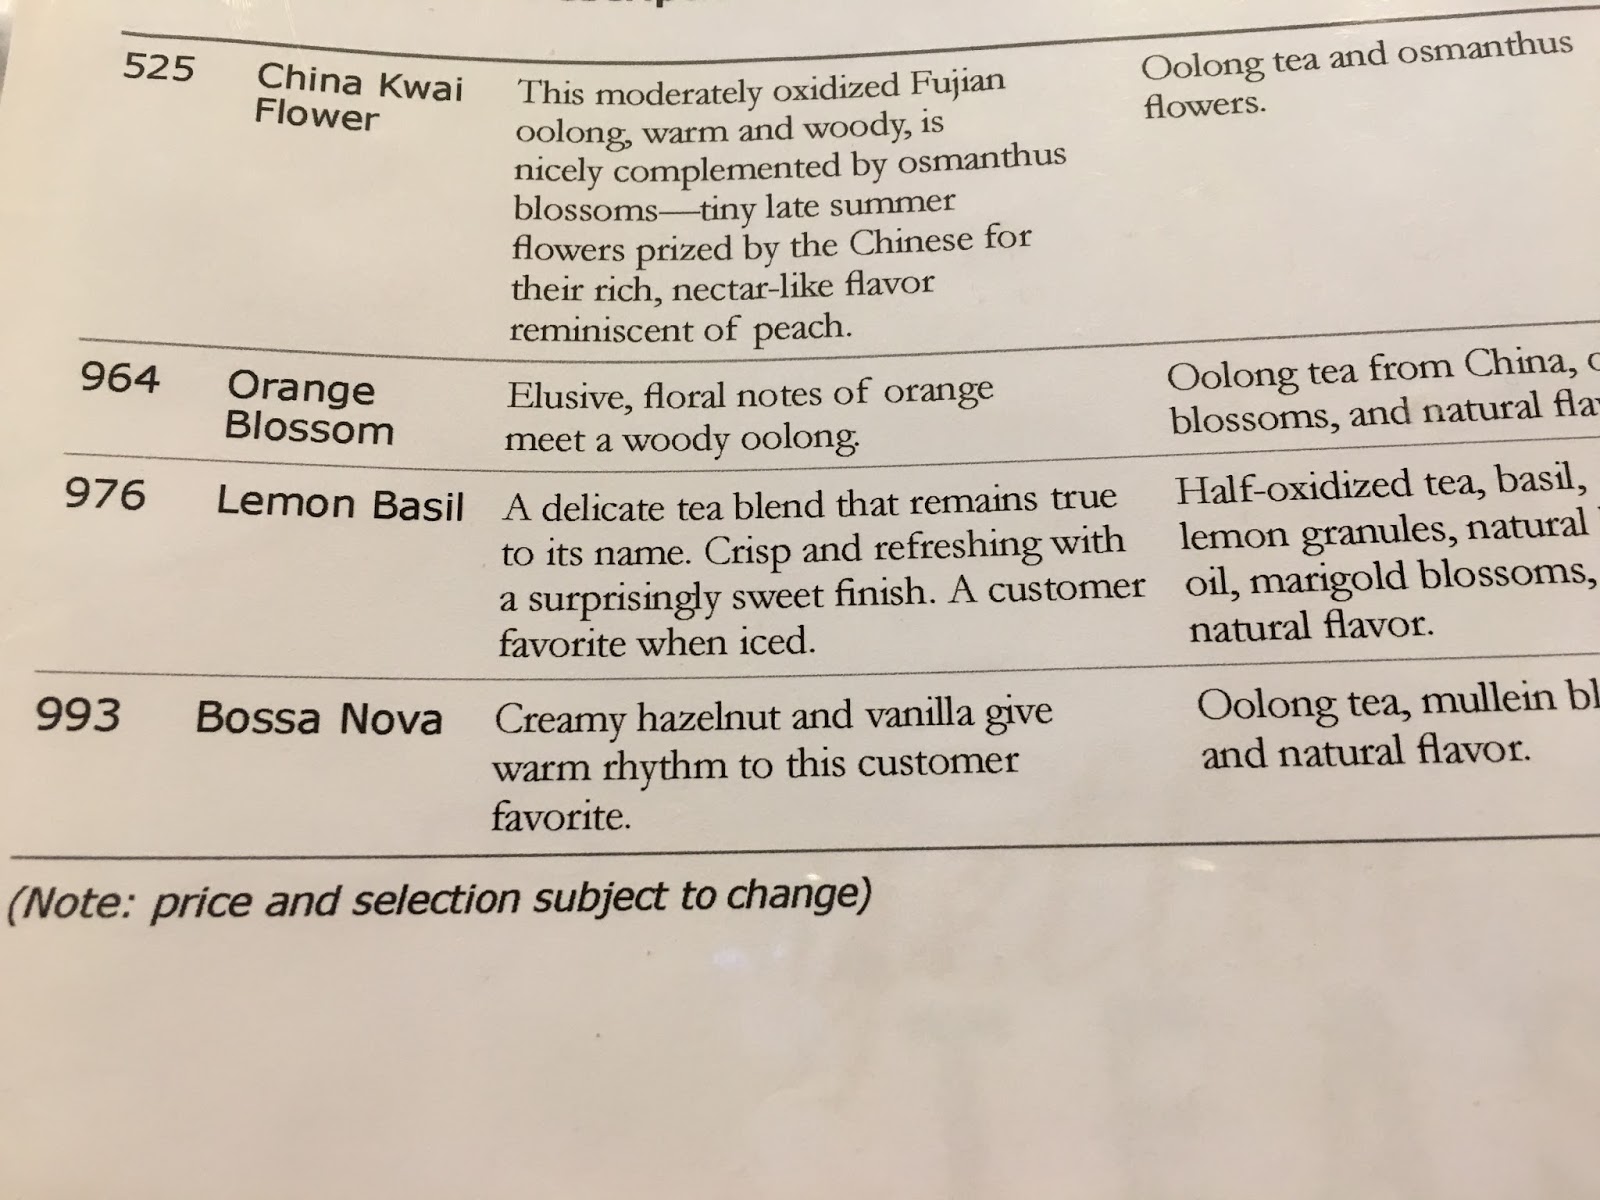 525 China Kwai Flower
This moderately oxidized Fujian
oolong, warm and woody, is
nicely complemented by osmanthus
blossoms—tiny late summer
flowers prized by the Chinese for
their rich, nectar-like flavor
reminiscent of peach.
Oolong tea and osmanthus
flowers.
964 Orange Blossom
Elusive, floral notes of orange
meet a woody oolong.
Oolong tea from China,
blossoms, and natural
976 Lemon Basil
A delicate tea blend that remains true
to its name. Crisp and refreshing with
a surprisingly sweet finish. A customer
favorite when iced.
Half-oxidized tea, basil,
lemon granules, natural
oil, marigold blossoms,
natural flavor.
993 Bossa Nova
Creamy hazelnut and vanilla give
warm rhythm to this customer
favorite.
Oolong tea, mullein
and natural flavor.
(Note: price and selection subject to change)